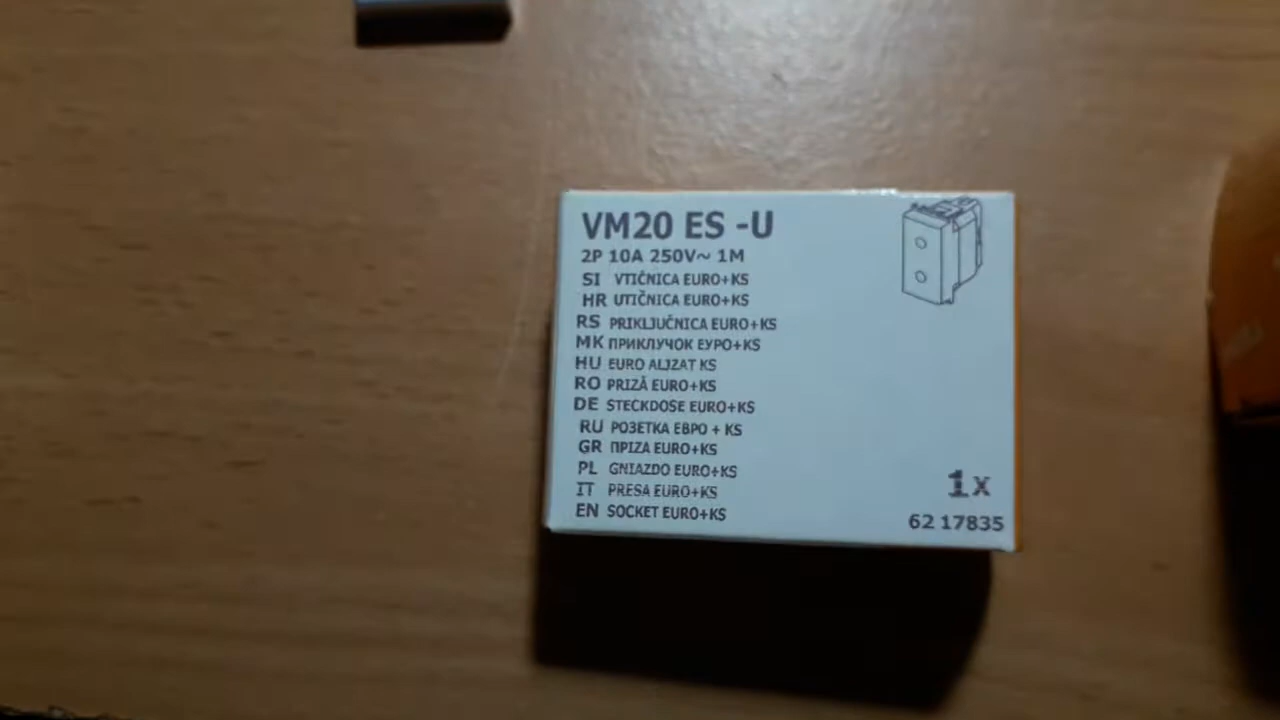 VM20 ES -U
2P 10A 250V~ 1M
SI VTIČNICA EURO+KS
HR UTIČNICA EURO+KS
RS PRIKLJUČNICA EURO+KS
MK ПРИКЛУЧОК ЕУРО+KS
HU EURO ALJZAT KS
RO PRIZĂ EURO+KS
DE STECKDOSE EURO+KS
RU РОЗЕТКА ЕВРО + KS
GR ΠΡΙΖΑ EURO+KS
PL GNIAZDO EURO+KS
IT PRESA EURO+KS
EN SOCKET EURO+KS
1x
62 17835